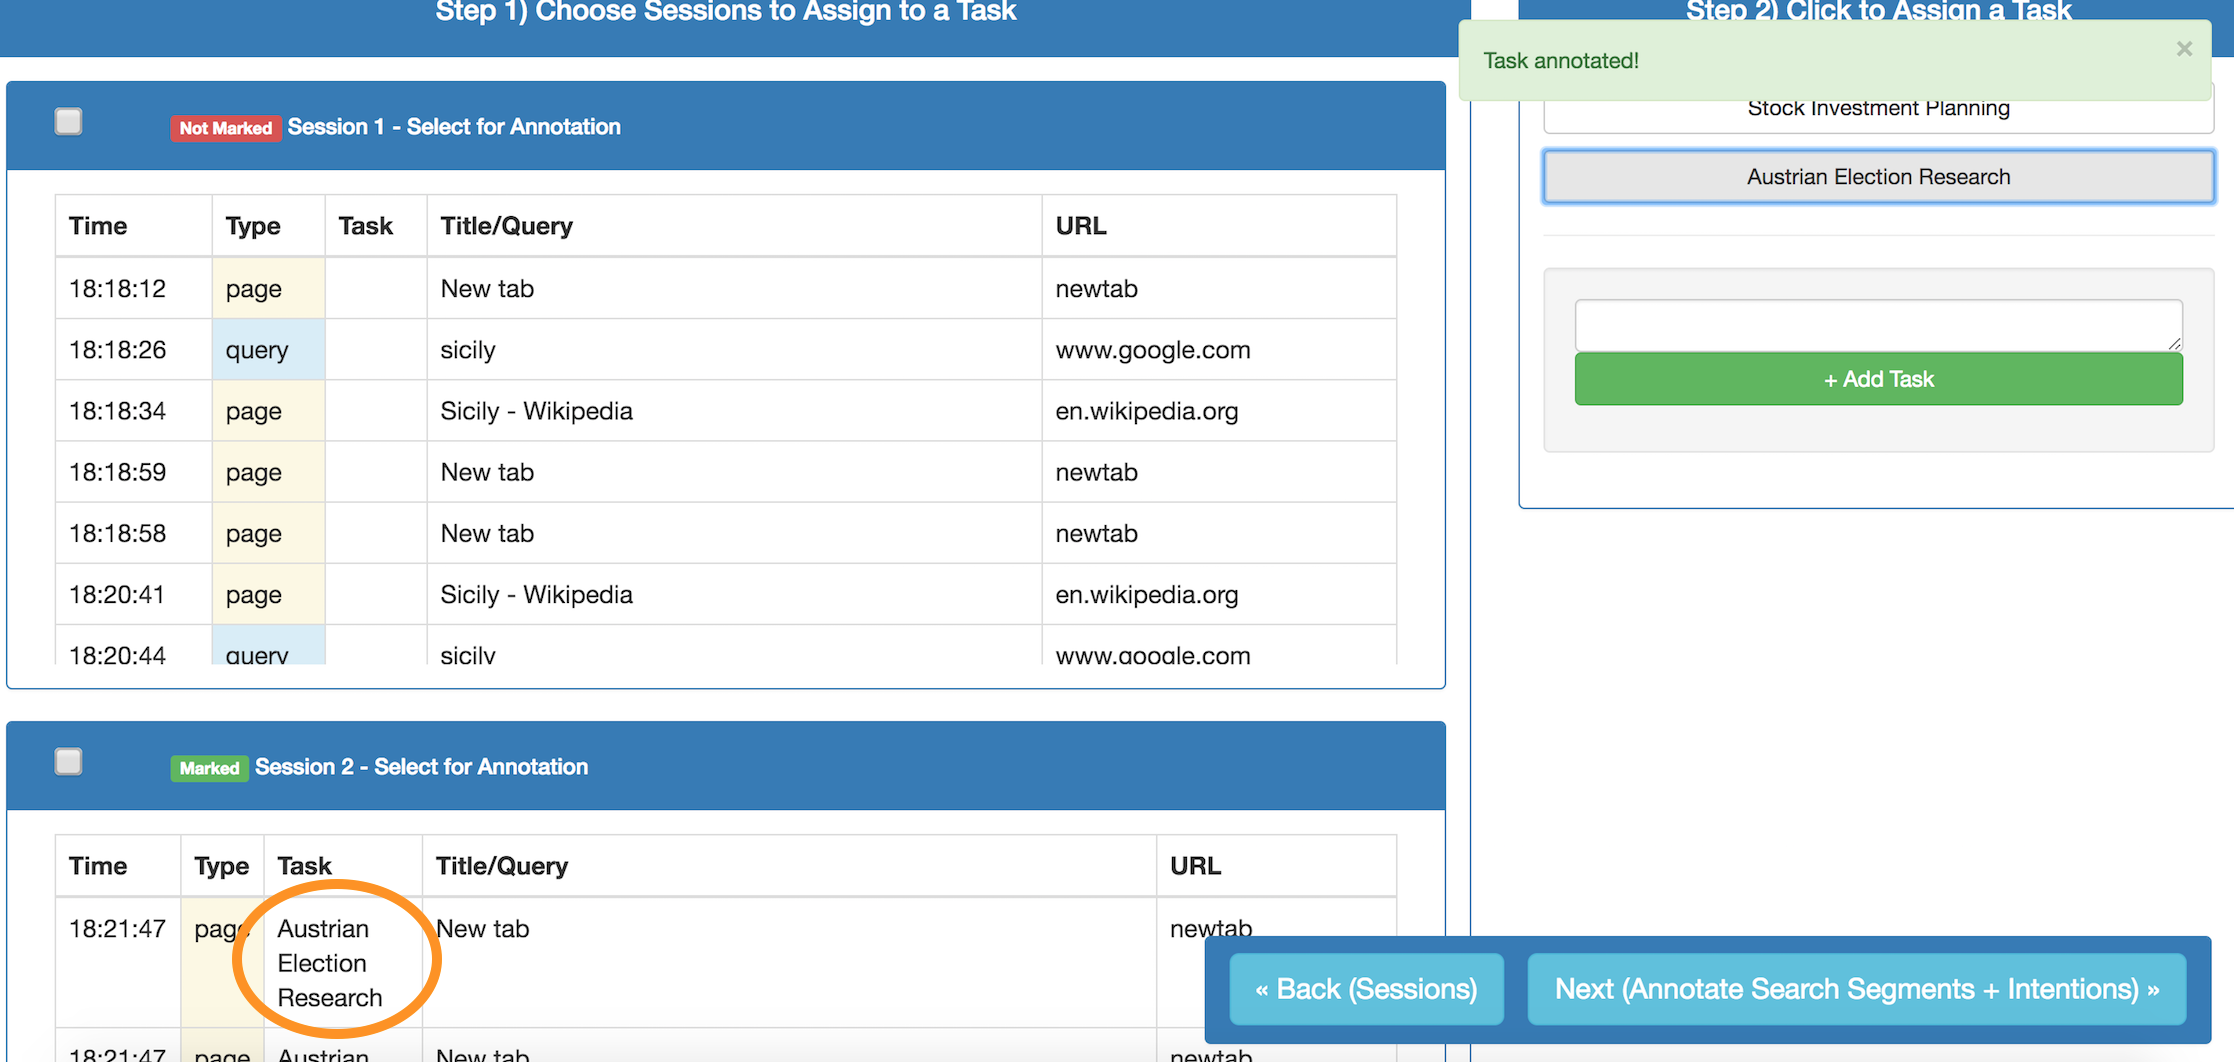 Step 1) Choose Sessions to Assign to a Task
Step 2) Click to Assign a Task
Task annotated!
×
Not Marked Session 1 - Select for Annotation
Stock Investment Planning
Austrian Election Research
+ Add Task
Time Type Task Title/Query URL
18:18:12 page New tab newtab
18:18:26 query sicily www.google.com
18:18:34 page Sicily - Wikipedia en.wikipedia.org
18:18:59 page New tab newtab
18:18:58 page New tab newtab
18:20:41 page Sicily - Wikipedia en.wikipedia.org
18:20:44 query sicily www.google.com
Marked Session 2 - Select for Annotation
Time Type Task Title/Query URL
18:21:47 page Austrian New tab newtab
Election
Research
18:21:47 page Austrian New tab newtab
« Back (Sessions)
Next (Annotate Search Segments + Intentions) »